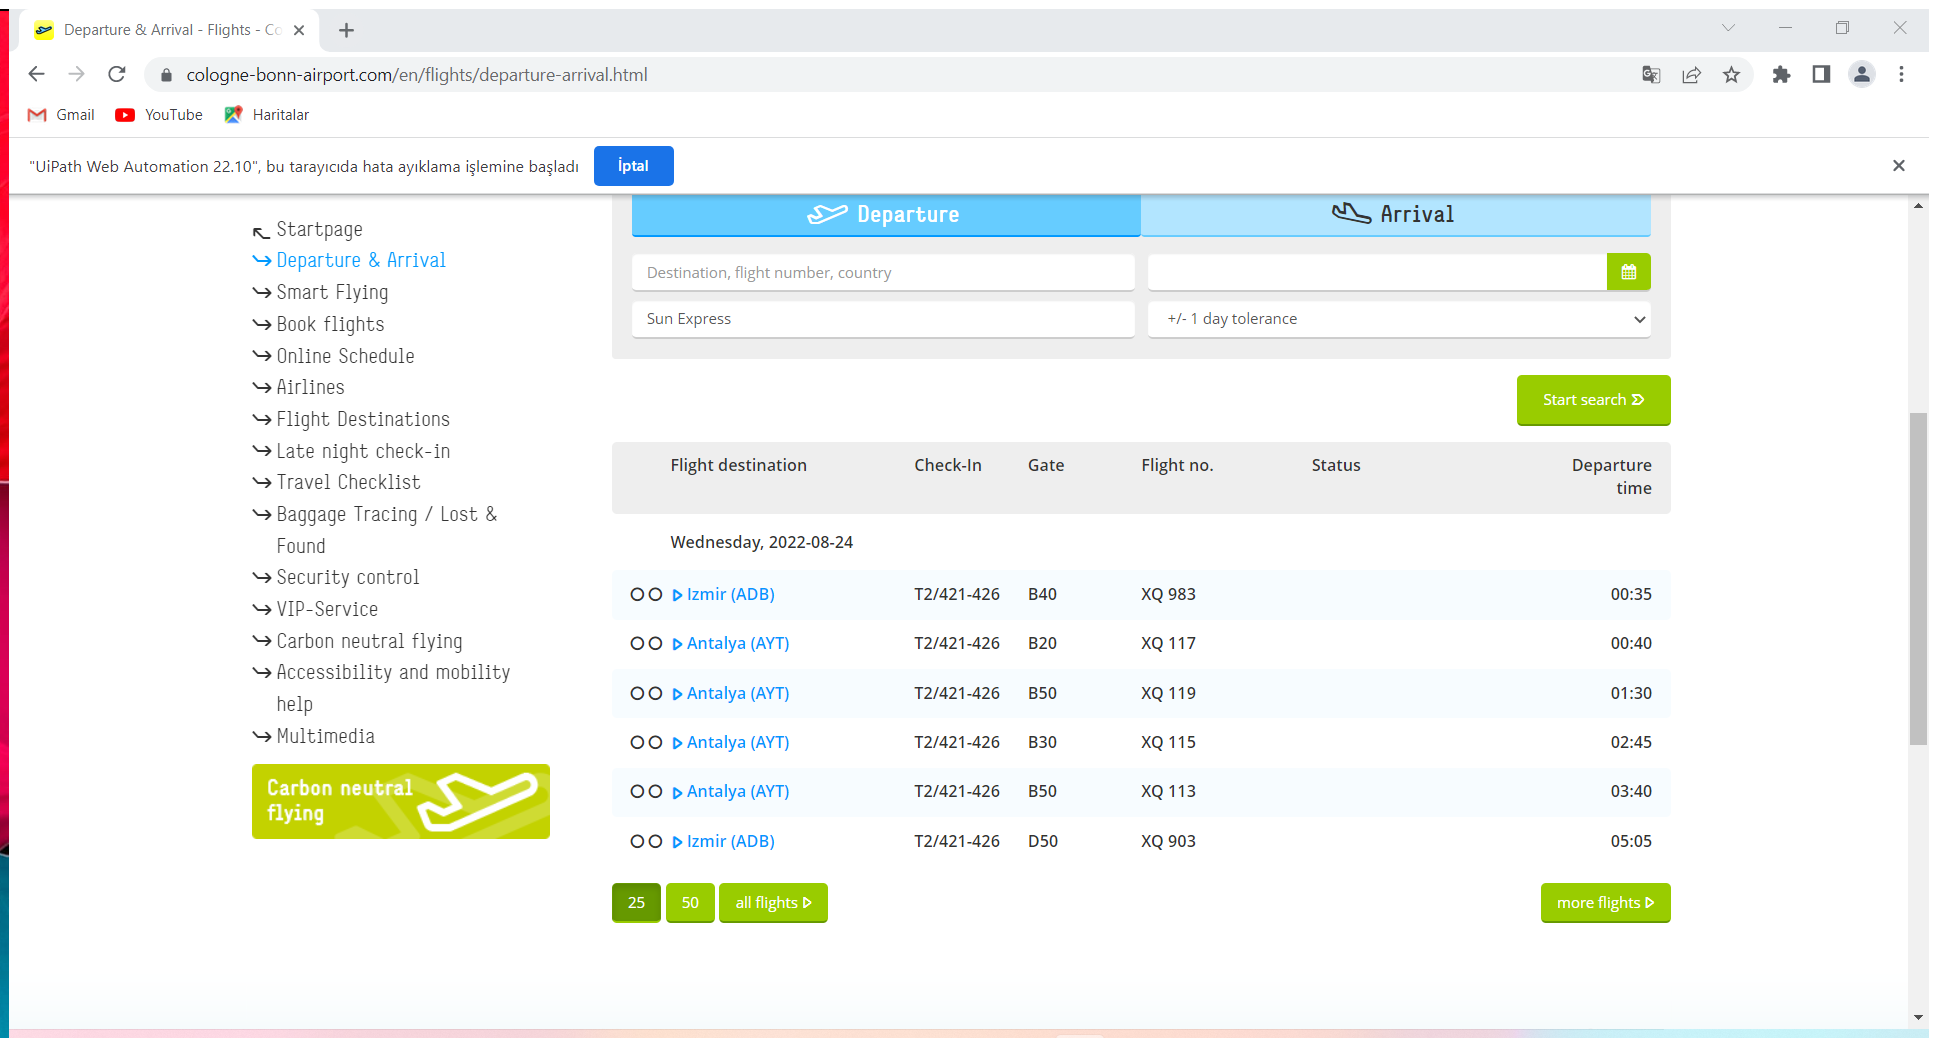 Departure & Arrival - Flights - Co
cologne-bonn-airport.com/en/flights/departure-arrival.html
Gmail YouTube Haritalar
"UiPath Web Automation 22.10", bu tarayıcıda hata ayıklama işlemine başladı İptal
Startpage
Departure & Arrival
Smart Flying
Book flights
Online Schedule
Airlines
Flight Destinations
Late night check-in
Travel Checklist
Baggage Tracing / Lost &
Found
Security control
VIP-Service
Carbon neutral flying
Accessibility and mobility
help
Multimedia
Carbon neutral
flying
Departure Arrival
Destination, flight number, country
Sun Express +/- 1 day tolerance
Start search
Flight destination Check-In Gate Flight no. Status Departure
time
Wednesday, 2022-08-24
Izmir (ADB) T2/421-426 B40 XQ 983 00:35
Antalya (AYT) T2/421-426 B20 XQ 117 00:40
Antalya (AYT) T2/421-426 B50 XQ 119 01:30
Antalya (AYT) T2/421-426 B30 XQ 115 02:45
Antalya (AYT) T2/421-426 B50 XQ 113 03:40
Izmir (ADB) T2/421-426 D50 XQ 903 05:05
25 50 all flights more flights